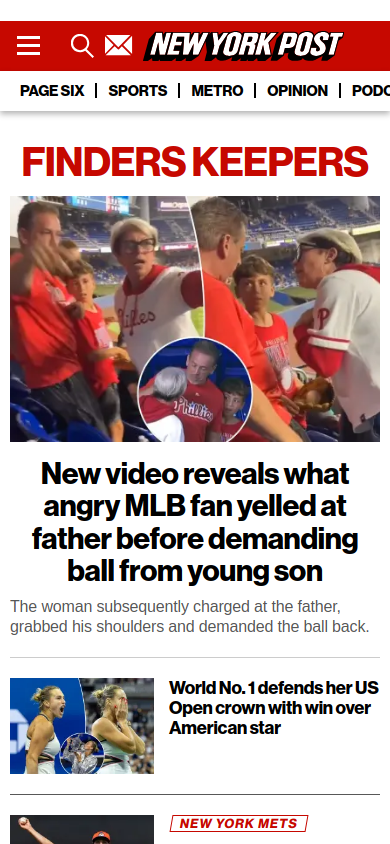 NEW YORK POST
PAGE SIX
SPORTS
METRO
OPINION
PODC
FINDERS KEEPERS
Phillies
P
Phillies
New video reveals what
angry MLB fan yelled at
father before demanding
ball from young son
The woman subsequently charged at the father,
grabbed his shoulders and demanded the ball back.
World No. 1 defends her US
Open crown with win over
American star
NEW YORK METS